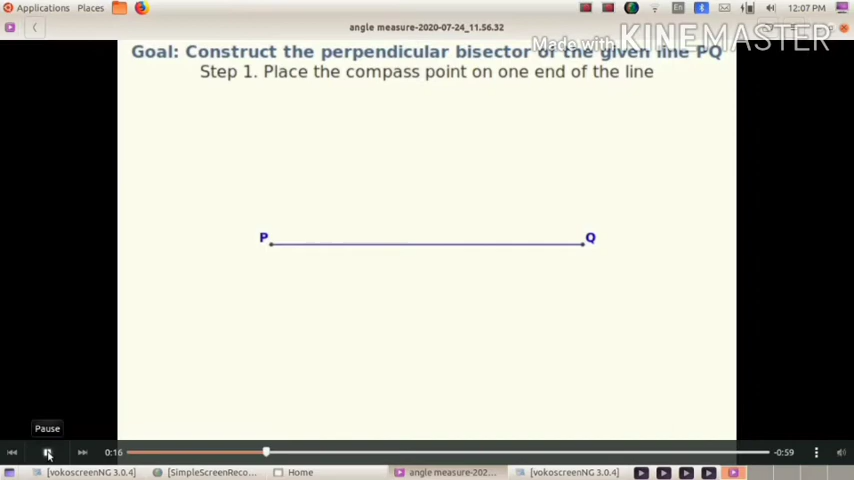 Applications Places En 12:07 PM
angle measure-2020-07-24_11.56.32
Made with KINEMASTER
Goal: Construct the perpendicular bisector of the given line PQ
Step 1. Place the compass point on one end of the line
P Q
Pause
0:16 -0:59
[vokoscreenNG 3.0.4] [SimpleScreenReco... Home angle measure-202... [vokoscreenNG 3.0.4]